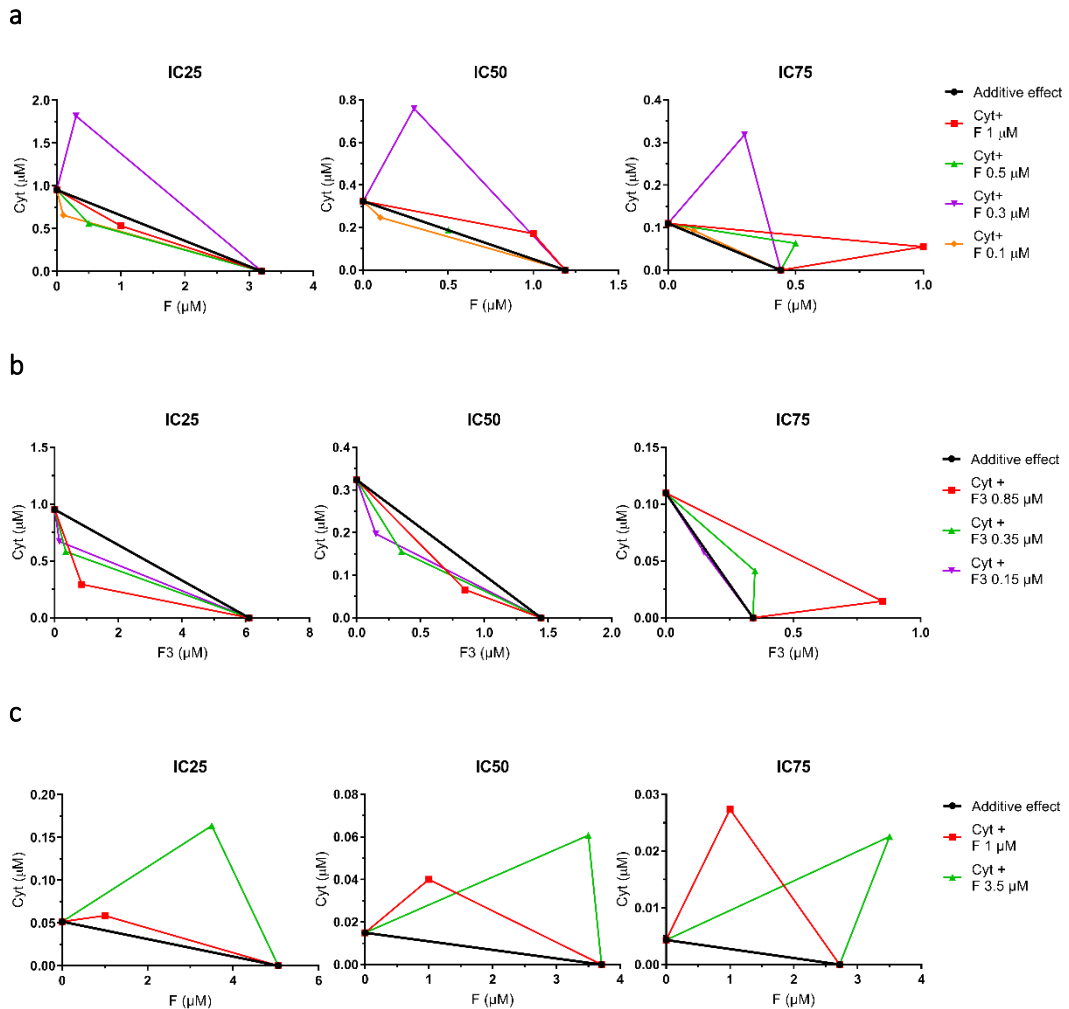 a
IC25
IC50
IC75
2.0
1.5
1.0
0.5
0.0
Cyt (µM)
0 1 2 3 4
F (µM)
0.8
0.6
0.4
0.2
0.0
Cyt (µM)
0.0 0.5 1.0 1.5
F (µM)
0.4
0.3
0.2
0.1
0.0
Cyt (µM)
0.0 0.5 1.0
F (µM)
Additive effect
Cyt+
F 1 µM
Cyt+
F 0.5 µM
Cyt+
F 0.3 µM
Cyt+
F 0.1 µM
b
IC25
IC50
IC75
1.5
1.0
0.5
0.0
Cyt (µM)
0 2 4 6 8
F3 (µM)
0.4
0.3
0.2
0.1
0.0
Cyt (µM)
0.0 0.5 1.0 1.5 2.0
F3 (µM)
0.15
0.10
0.05
0.00
Cyt (µM)
0.0 0.5 1.0
F3 (µM)
Additive effect
Cyt +
F3 0.85 µM
Cyt +
F3 0.35 µM
Cyt +
F3 0.15 µM
c
IC25
IC50
IC75
0.20
0.15
0.10
0.05
0.00
Cyt (µM)
0 2 4 6
F (µM)
0.08
0.06
0.04
0.02
0.00
Cyt (µM)
0 1 2 3 4
F (µM)
0.03
0.02
0.01
0.00
Cyt (µM)
0 1 2 3 4
F (µM)
Additive effect
Cyt +
F 1 µM
Cyt +
F 3.5 µM